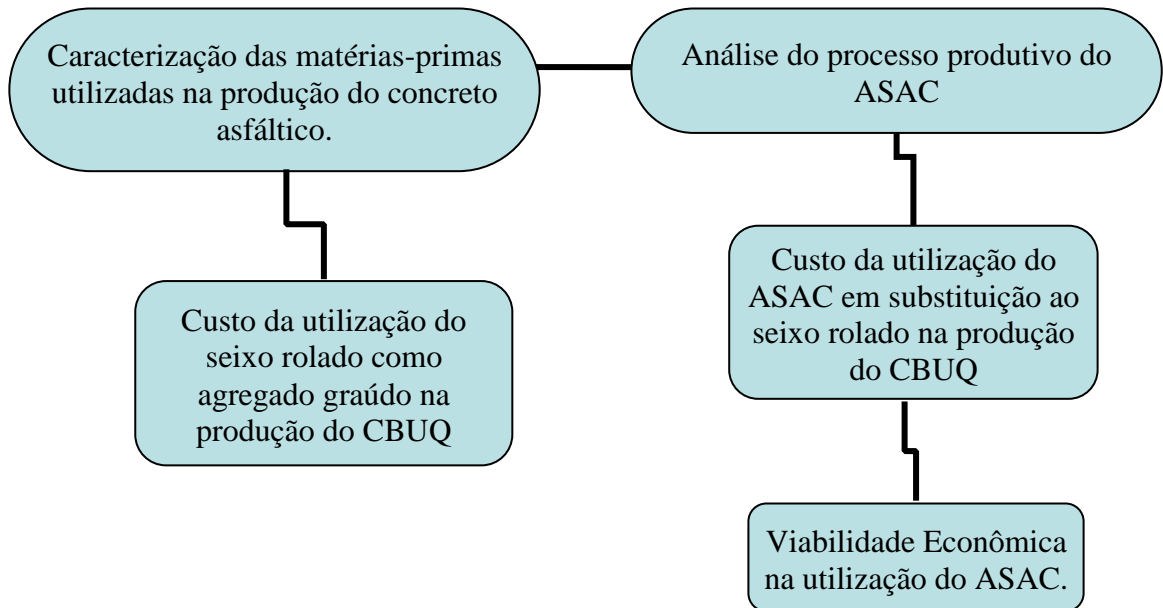 Caracterização das matérias-primas
utilizadas na produção do concreto
asfáltico.
Análise do processo produtivo do
ASAC
Custo da utilização do
seixo rolado como
agregado graúdo na
produção do CBUQ
Custo da utilização do
ASAC em substituição ao
seixo rolado na produção
do CBUQ
Viabilidade Econômica
na utilização do ASAC.